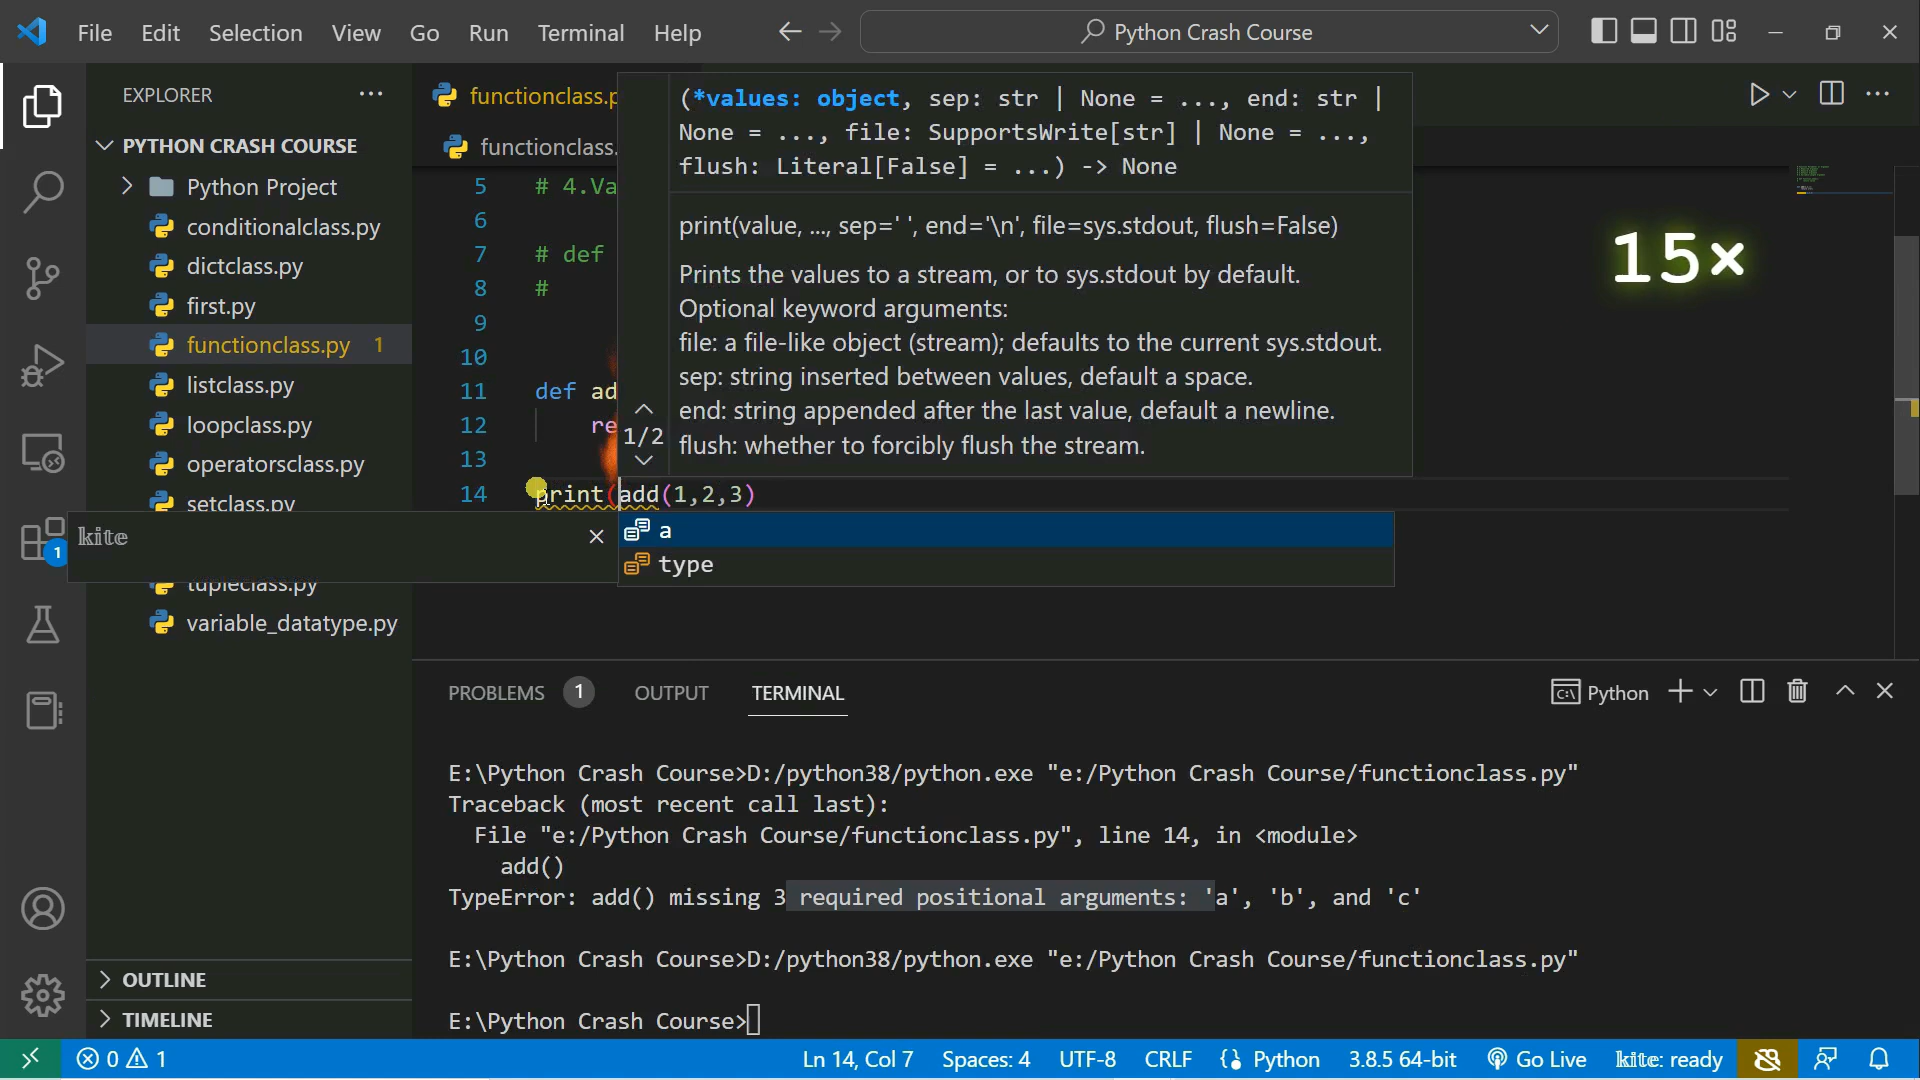 File Edit Selection View Go Run Terminal Help
Python Crash Course
EXPLORER
PYTHON CRASH COURSE
Python Project
conditionalclass.py
dictclass.py
first.py
functionclass.py 1
listclass.py
loopclass.py
operatorsclass.py
setclass.py
tupleclass.py
variable_datatype.py
OUTLINE
TIMELINE
1
kite
functionclass.p
functionclass.
5 # 4.Va
6
7 # def
8 #
9
10
11 def ad
12 re
13
14 print(add(1,2,3)
(*values: object, sep: str | None = ..., end: str |
None = ..., file: SupportsWrite[str] | None = ...,
flush: Literal[False] = ...) -> None
print(value, ..., sep=' ', end='\n', file=sys.stdout, flush=False)
Prints the values to a stream, or to sys.stdout by default.
Optional keyword arguments:
file: a file-like object (stream); defaults to the current sys.stdout.
sep: string inserted between values, default a space.
end: string appended after the last value, default a newline.
flush: whether to forcibly flush the stream.
1/2
a
type
15×
PROBLEMS 1 OUTPUT TERMINAL
Python
E:\Python Crash Course>D:/python38/python.exe "e:/Python Crash Course/functionclass.py"
Traceback (most recent call last):
File "e:/Python Crash Course/functionclass.py", line 14, in <module>
add()
TypeError: add() missing 3 required positional arguments: 'a', 'b', and 'c'
E:\Python Crash Course>D:/python38/python.exe "e:/Python Crash Course/functionclass.py"
E:\Python Crash Course>
0 1
Ln 14, Col 7 Spaces: 4 UTF-8 CRLF Python 3.8.5 64-bit Go Live kite: ready